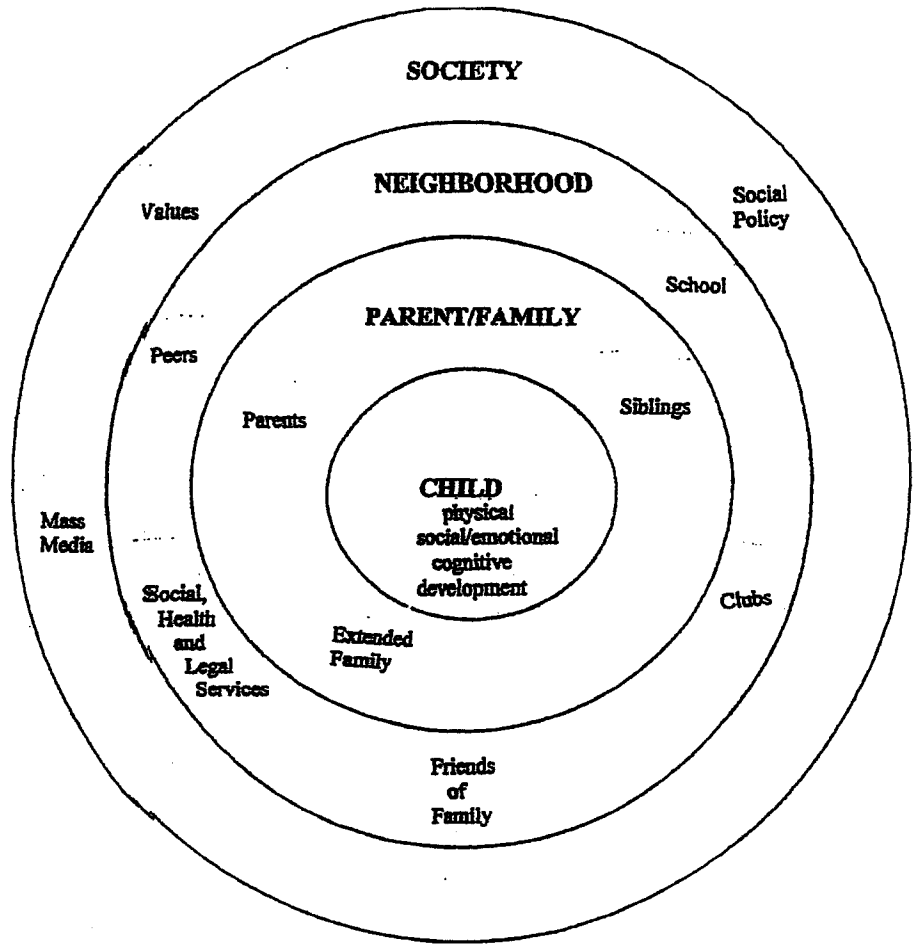 SOCIETY
NEIGHBORHOOD
Values
Social
Policy
School
PARENT/FAMILY
Peers
Parents
Siblings
CHILD
physical
social/emotional
cognitive
development
Mass
Media
Social,
Health
and
Legal
Services
Clubs
Extended
Family
Friends
of
Family